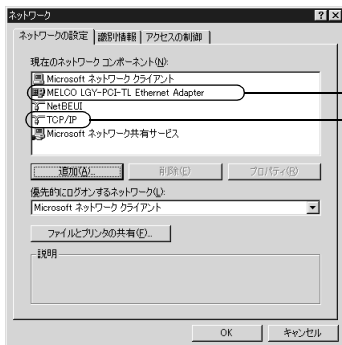 ネットワーク
ネットワークの設定 識別情報 アクセスの制御
現在のネットワーク コンポーネント(N):
Microsoft ネットワーク クライアント
MELCO LGY-PCI-TL Ethernet Adapter
NetBEUI
TCP/IP
Microsoft ネットワーク共有サービス
追加(A)... 削除(E) プロパティ(R)
優先的にログオンするネットワーク(L):
Microsoft ネットワーク クライアント
ファイルとプリンタの共有(F)...
説明
OK キャンセル